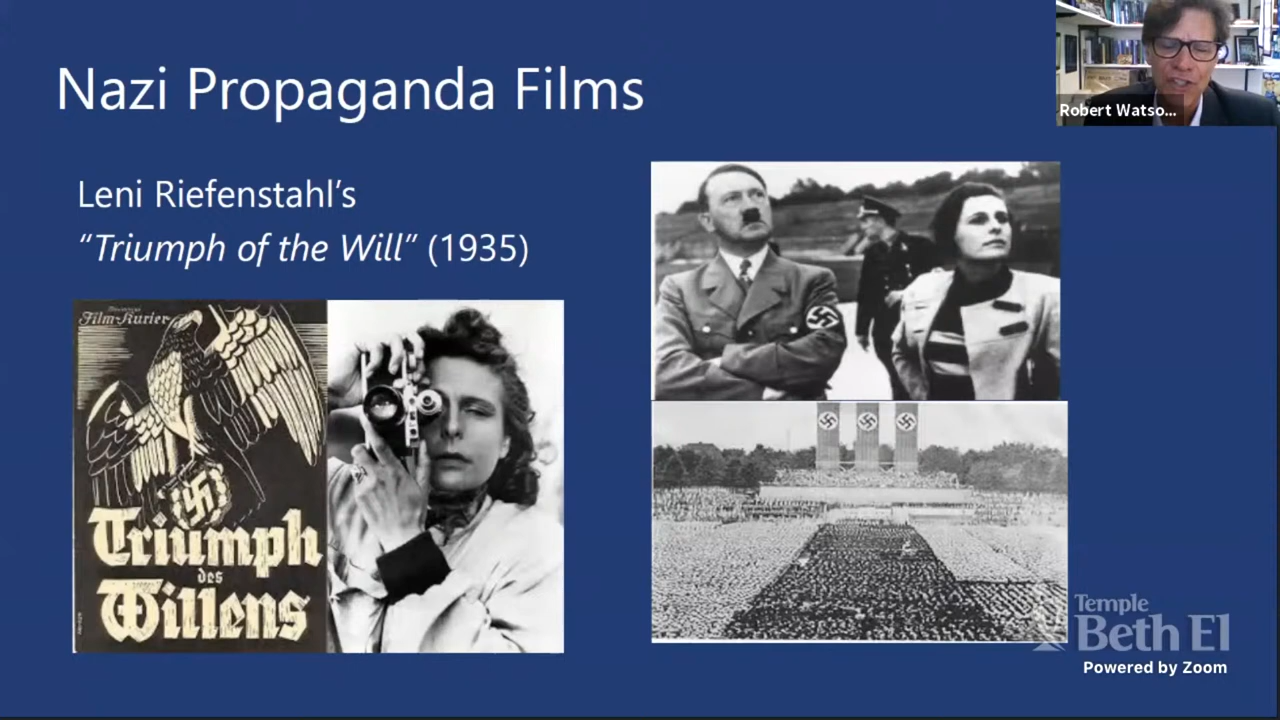 Nazi Propaganda Films
Robert Watso...
Leni Riefenstahl's
"Triumph of the Will" (1935)
Film-Kurier
Triumph
des
Willens
Temple
Beth El
Powered by Zoom